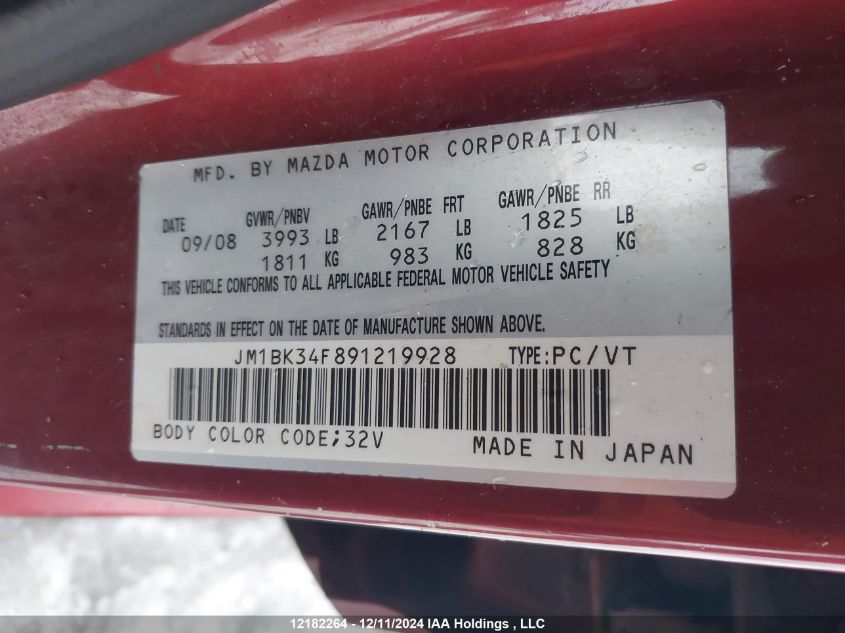 MFD. BY MAZDA MOTOR CORPORATION
DATE GVWR/PNBV GAWR/PNBE FRT GAWR/PNBE RR
09/08 3993 LB 2167 LB 1825 LB
1811 KG 983 KG 828 KG
THIS VEHICLE CONFORMS TO ALL APPLICABLE FEDERAL MOTOR VEHICLE SAFETY
STANDARDS IN EFFECT ON THE DATE OF MANUFACTURE SHOWN ABOVE.
JM1BK34F891219928 TYPE:PC/VT
BODY COLOR CODE;32V MADE IN JAPAN
12182264 - 12/11/2024 IAA Holdings , LLC